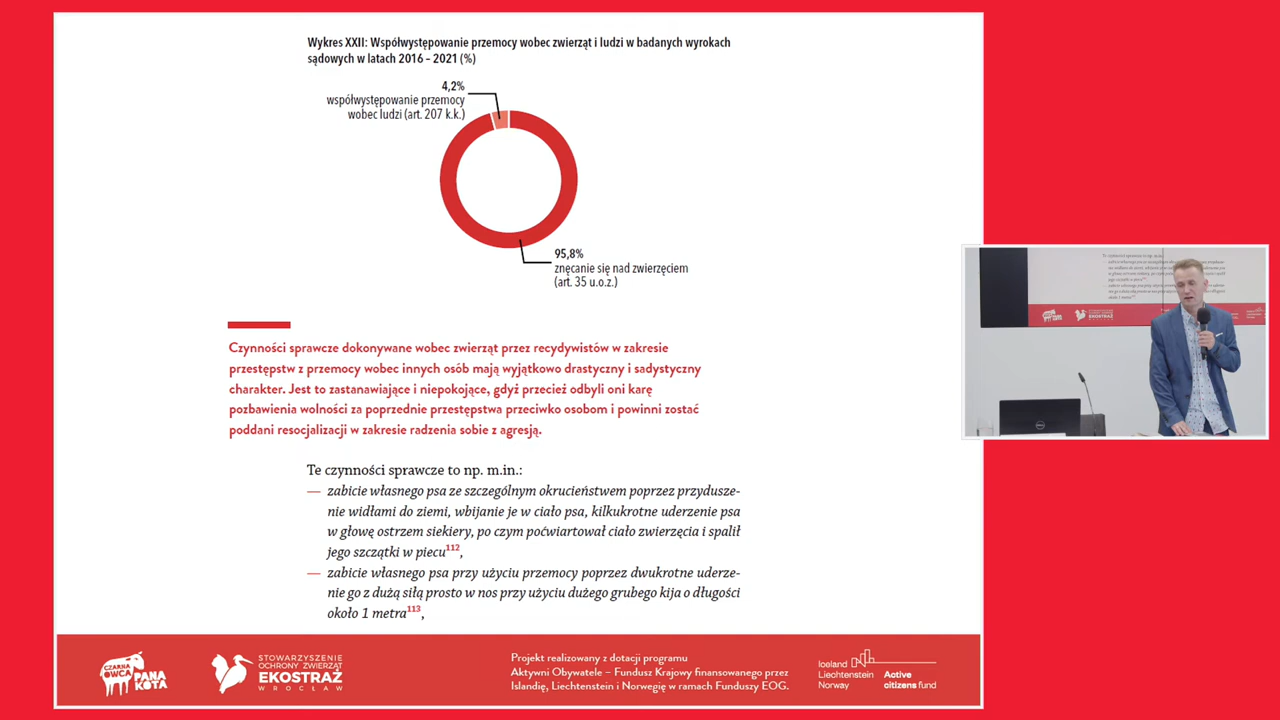 Wykres XXII: Współwystępowanie przemocy wobec zwierząt i ludzi w badanych wyrokach
sądowych w latach 2016 – 2021 (%)
4,2%
współwystępowanie przemocy
wobec ludzi (art. 207 k.k.)
95,8%
znęcanie się nad zwierzęciem
(art. 35 u.o.z.)
Czynności sprawcze dokonywane wobec zwierząt przez recydywistów w zakresie
przestępstw z przemocy wobec innych osób mają wyjątkowo drastyczny i sadystyczny
charakter. Jest to zastanawiające i niepokojące, gdyż przecież odbyli oni karę
pozbawienia wolności za poprzednie przestępstwa przeciwko osobom i powinni zostać
poddani resocjalizacji w zakresie radzenia sobie z agresją.
Te czynności sprawcze to np. m.in.:
— zabicie własnego psa ze szczególnym okrucieństwem poprzez przydusze-
nie widłami do ziemi, wbijanie je w ciało psa, kilkukrotne uderzenie psa
w głowę ostrzem siekiery, po czym poćwiartował ciało zwierzęcia i spalił
jego szczątki w piecu112,
— zabicie własnego psa przy użyciu przemocy poprzez dwukrotne uderze-
nie go z dużą siłą prosto w nos przy użyciu dużego grubego kija o długości
około 1 metra113,
CZARNA
OWCA
PANA
KOTA
STOWARZYSZENIE
OCHRONY ZWIERZĄT
EKOSTRAŻ
WROCŁAW
Projekt realizowany z dotacji programu
Aktywni Obywatele – Fundusz Krajowy finansowanego przez
Islandię, Liechtenstein i Norwegię w ramach Funduszy EOG.
Iceland
Liechtenstein
Norway
Active
citizens fund
EKOSTRAŻ